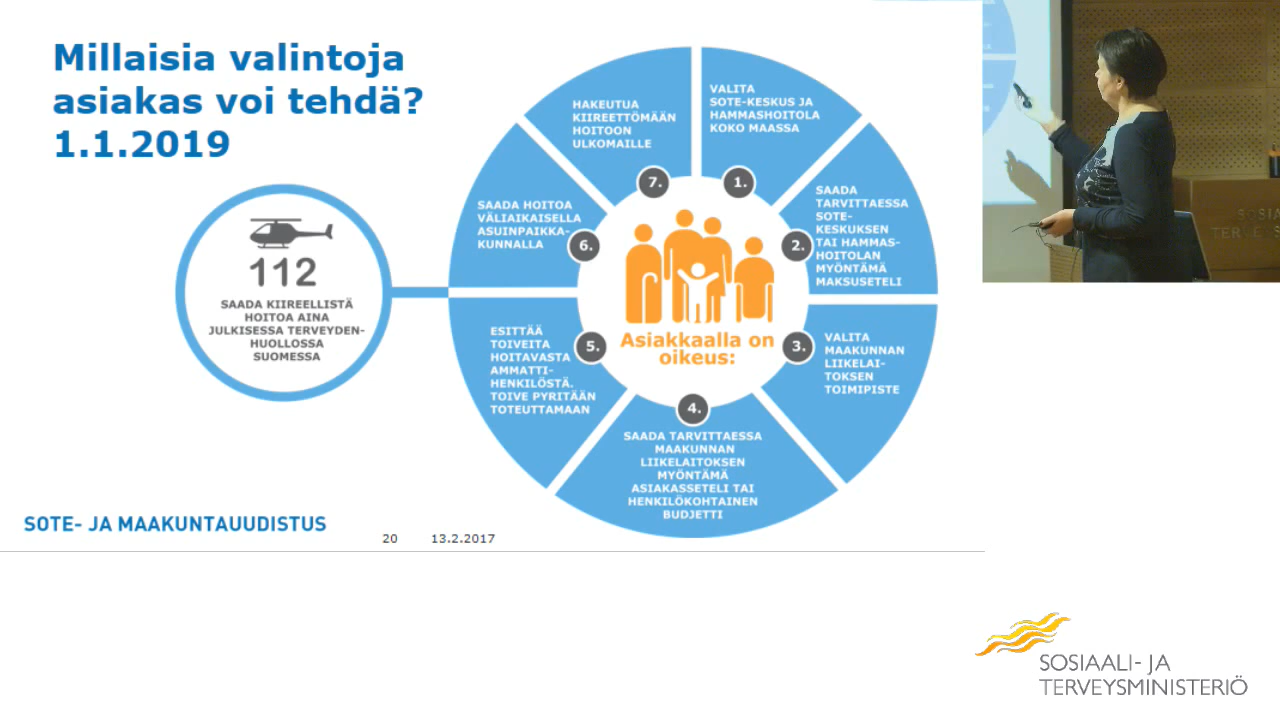 Millaisia valintoja
asiakas voi tehdä?
1.1.2019
112
SAADA KIIREELLISTÄ
HOITOA AINA
JULKISESSA TERVEYDEN-
HUOLLOSSA
SUOMESSA
Asiakkaalla on
oikeus:
1.
VALITA
SOTE-KESKUS JA
HAMMASHOITOLA
KOKO MAASSA
2.
SAADA
TARVITTAESSA
SOTE-
KESKUKSEN
TAI HAMMAS-
HOITOLAN
MYÖNTÄMÄ
MAKSUSETELI
3.
VALITA
MAAKUNNAN
LIIKELAI-
TOKSEN
TOIMIPISTE
4.
SAADA TARVITTAESSA
MAAKUNNAN
LIIKELAITOKSEN
MYÖNTÄMÄ
ASIAKASSETELI TAI
HENKILÖKOHTAINEN
BUDJETTI
5.
ESITTÄÄ
TOIVEITA
HOITAVASTA
AMMATTI-
HENKILÖSTÄ.
TOIVE PYRITÄÄN
TOTEUTTAMAAN
6.
SAADA HOITOA
VÄLIAIKAISELLA
ASUINPAIKKA-
KUNNALLA
7.
HAKEUTUA
KIIREETTÖMÄÄN
HOITOON
ULKOMAILLE
SOTE- JA MAAKUNTAUUDISTUS
20 13.2.2017
SOSIAALI- JA
TERVEYSMINISTERIÖ